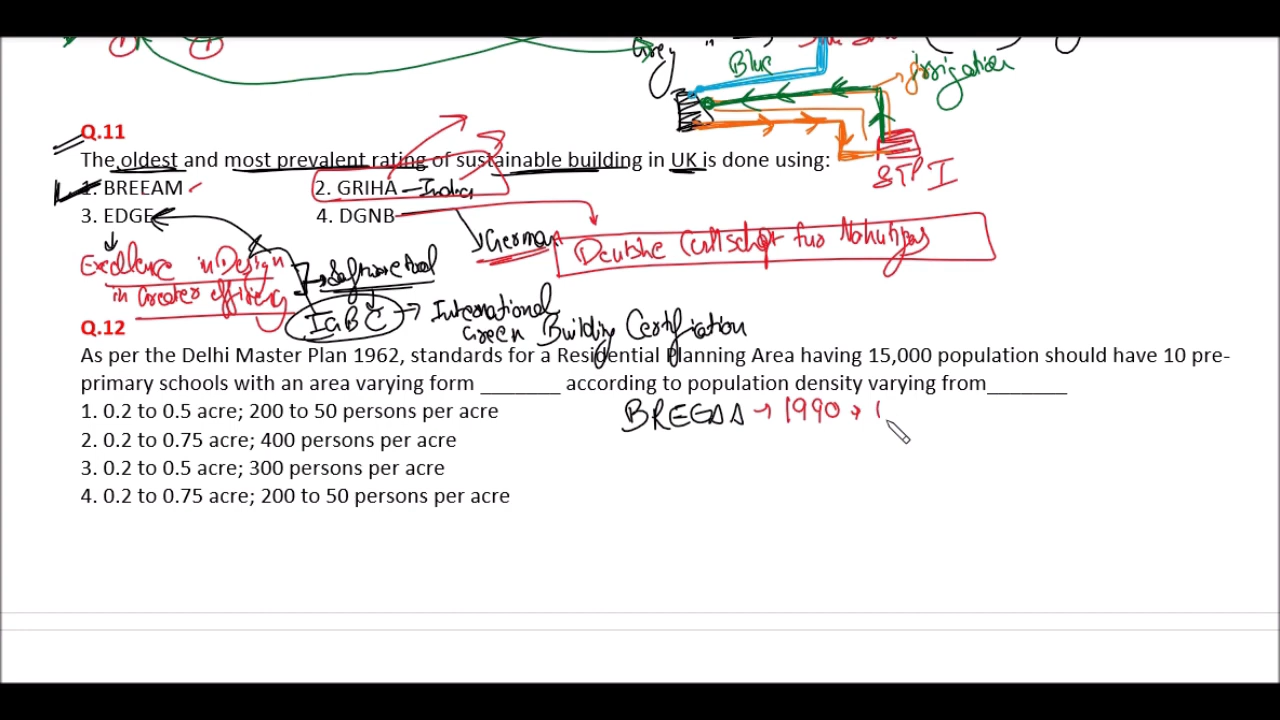 Grey
Blue
irrigation
STP I
Q.11
The oldest and most prevalent rating of sustainable building in UK is done using:
1. BREEAM 2. GRIHA - India
3. EDGE 4. DGNB
German
Excellence in Design
in Greater efficiency
Software tool
IGBC → International
Green Building Certfiation
Q.12
As per the Delhi Master Plan 1962, standards for a Residential Planning Area having 15,000 population should have 10 pre-
primary schools with an area varying form _______ according to population density varying from_______
1. 0.2 to 0.5 acre; 200 to 50 persons per acre
BREEAA → 1990 →
2. 0.2 to 0.75 acre; 400 persons per acre
3. 0.2 to 0.5 acre; 300 persons per acre
4. 0.2 to 0.75 acre; 200 to 50 persons per acre